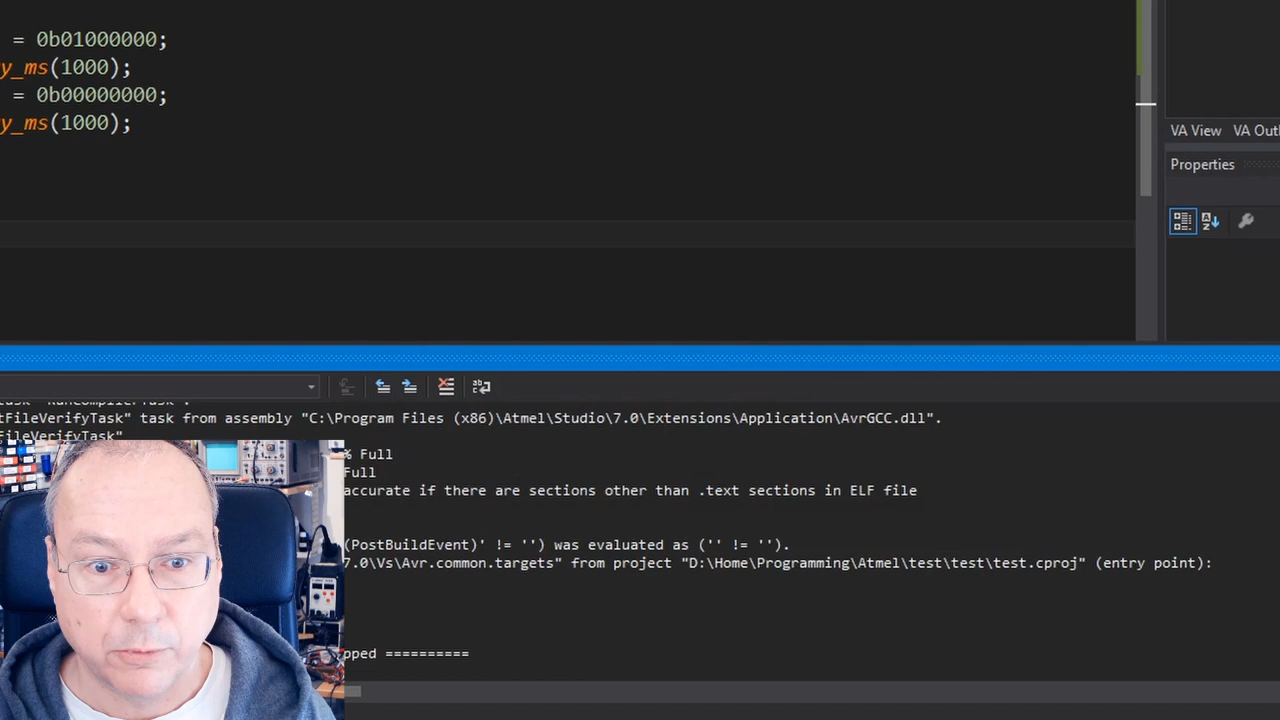 = 0b01000000;
y_ms(1000);
= 0b00000000;
y_ms(1000);
VA View VA Outl
Properties
tFileVerifyTask" task from assembly "C:\Program Files (x86)\Atmel\Studio\7.0\Extensions\Application\AvrGCC.dll".
FileVerifyTask"
% Full
Full
accurate if there are sections other than .text sections in ELF file
(PostBuildEvent)' != '') was evaluated as ('' != '').
7.0\Vs\Avr.common.targets" from project "D:\Home\Programming\Atmel\test\test\test.cproj" (entry point):
pped ==========